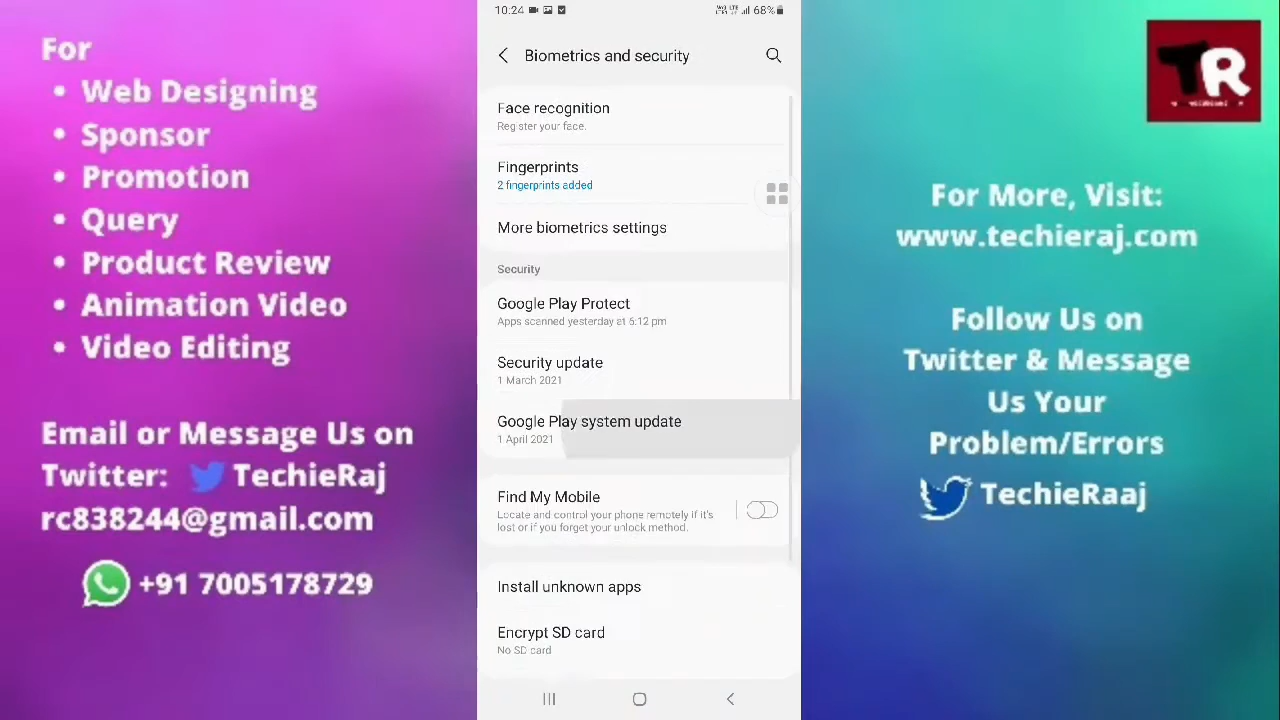 For
• Web Designing
• Sponsor
• Promotion
• Query
• Product Review
• Animation Video
• Video Editing
Email or Message Us on
Twitter: TechieRaj
rc838244@gmail.com
+91 7005178729
10:24
68%
Biometrics and security
Face recognition
Register your face.
Fingerprints
2 fingerprints added
More biometrics settings
Security
Google Play Protect
Apps scanned yesterday at 6:12 pm
Security update
1 March 2021
Google Play system update
1 April 2021
Find My Mobile
Locate and control your phone remotely if it's
lost or if you forget your unlock method.
Install unknown apps
Encrypt SD card
No SD card
TR
For More, Visit:
www.techieraj.com
Follow Us on
Twitter & Message
Us Your
Problem/Errors
TechieRaaj